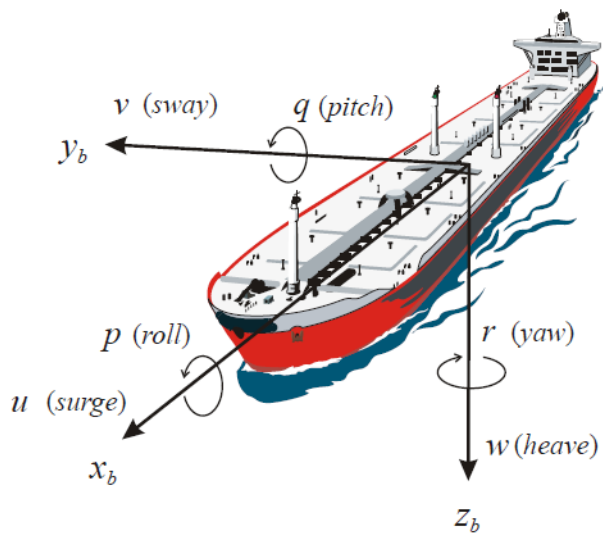 v (sway)
q (pitch)
y_b
p (roll)
r (yaw)
u (surge)
w (heave)
x_b
z_b